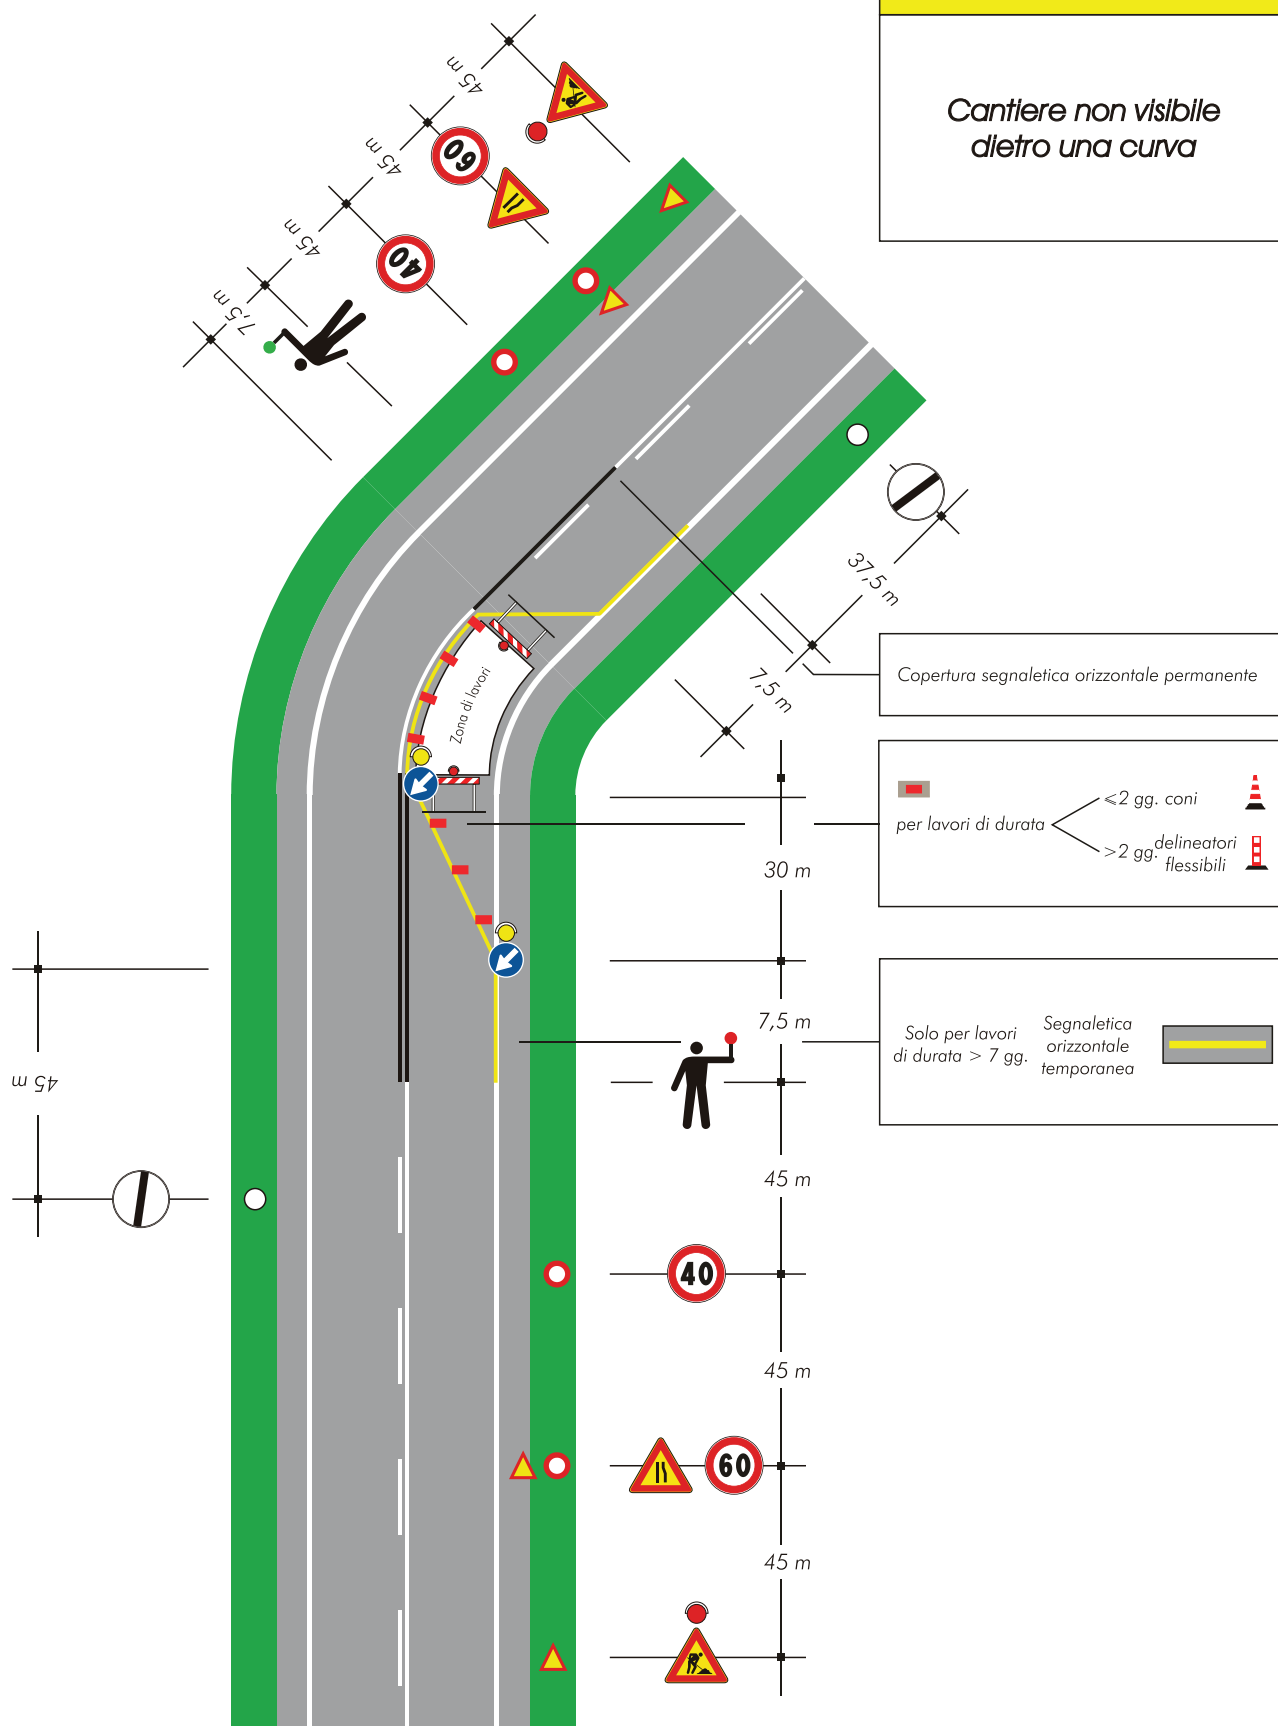 Cantiere non visibile
dietro una curva
45 m
45 m
60
45 m
40
7,5 m
37,5 m
7,5 m
Copertura segnaletica orizzontale permanente
Zona di lavori
per lavori di durata
⩽2 gg. coni
>2 gg. delineatori
flessibili
30 m
7,5 m
Solo per lavori
di durata > 7 gg.
Segnaletica
orizzontale
temporanea
45 m
45 m
40
45 m
60
45 m